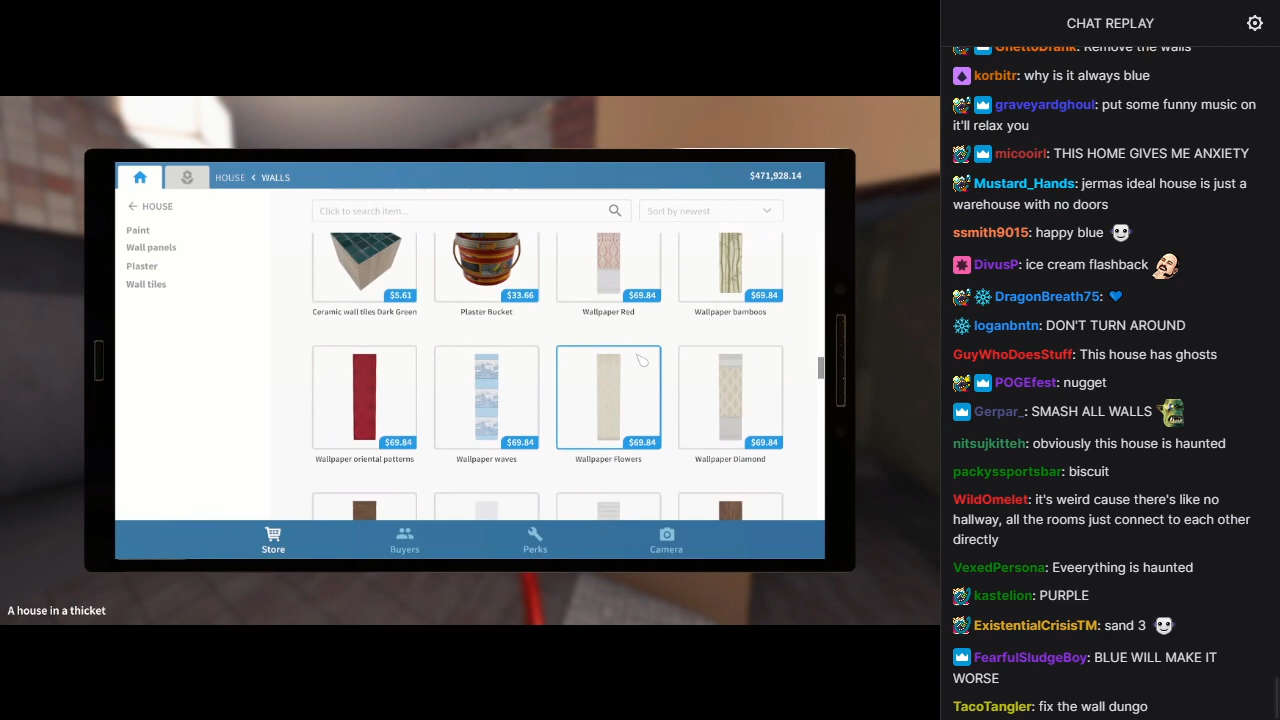 HOUSE < WALLS
$471,928.14
← HOUSE
Paint
Wall panels
Plaster
Wall tiles
Click to search item...
Sort by newest
$5.61
$33.66
$69.84
$69.84
Ceramic wall tiles Dark Green
Plaster Bucket
Wallpaper Red
Wallpaper bamboos
$69.84
$69.84
$69.84
$69.84
Wallpaper oriental patterns
Wallpaper waves
Wallpaper Flowers
Wallpaper Diamond
Store
Buyers
Perks
Camera
A house in a thicket
CHAT REPLAY
GhettoDrank: Remove the walls
korbitr: why is it always blue
graveyardghoul: put some funny music on
it'll relax you
micooirl: THIS HOME GIVES ME ANXIETY
Mustard_Hands: jermas ideal house is just a
warehouse with no doors
ssmith9015: happy blue
DivusP: ice cream flashback
DragonBreath75:
loganbntn: DON'T TURN AROUND
GuyWhoDoesStuff: This house has ghosts
POGEfest: nugget
Gerpar_: SMASH ALL WALLS
nitsujkitteh: obviously this house is haunted
packyssportsbar: biscuit
WildOmelet: it's weird cause there's like no
hallway, all the rooms just connect to each other
directly
VexedPersona: Eveerything is haunted
kastelion: PURPLE
ExistentialCrisisTM: sand 3
FearfulSludgeBoy: BLUE WILL MAKE IT
WORSE
TacoTangler: fix the wall dungo